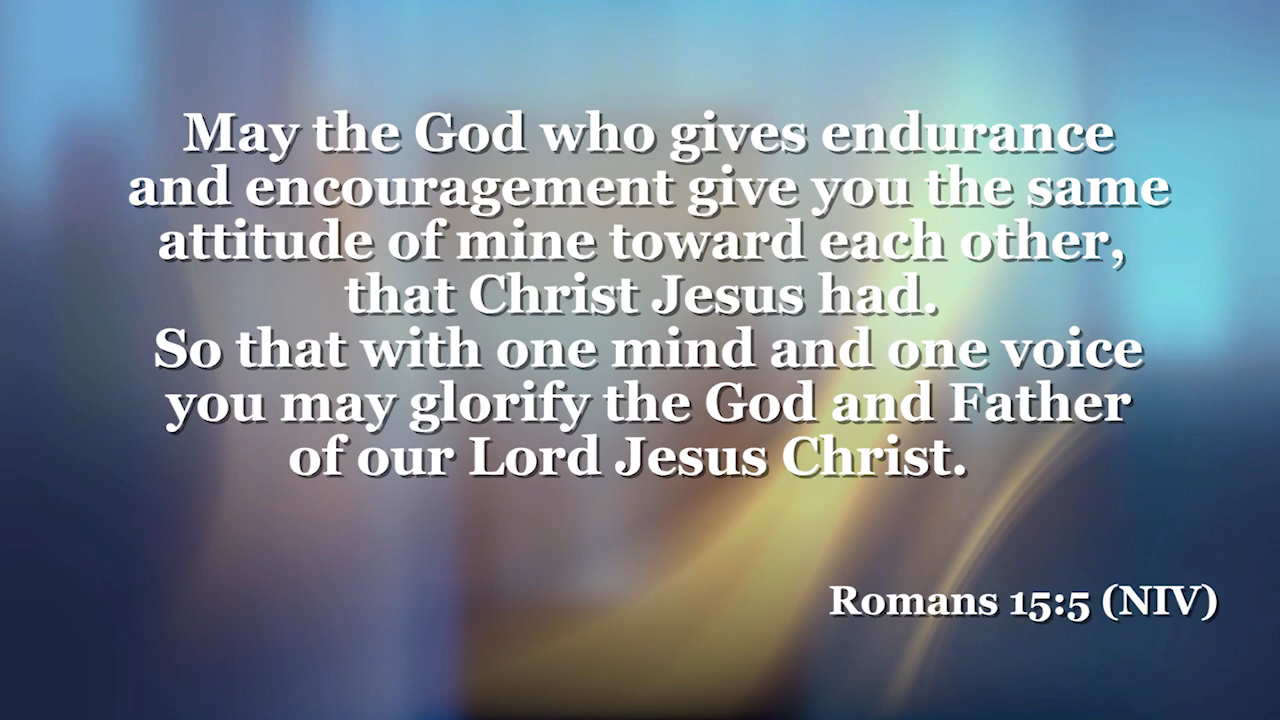 May the God who gives endurance
and encouragement give you the same
attitude of mine toward each other,
that Christ Jesus had.
So that with one mind and one voice
you may glorify the God and Father
of our Lord Jesus Christ.
Romans 15:5 (NIV)